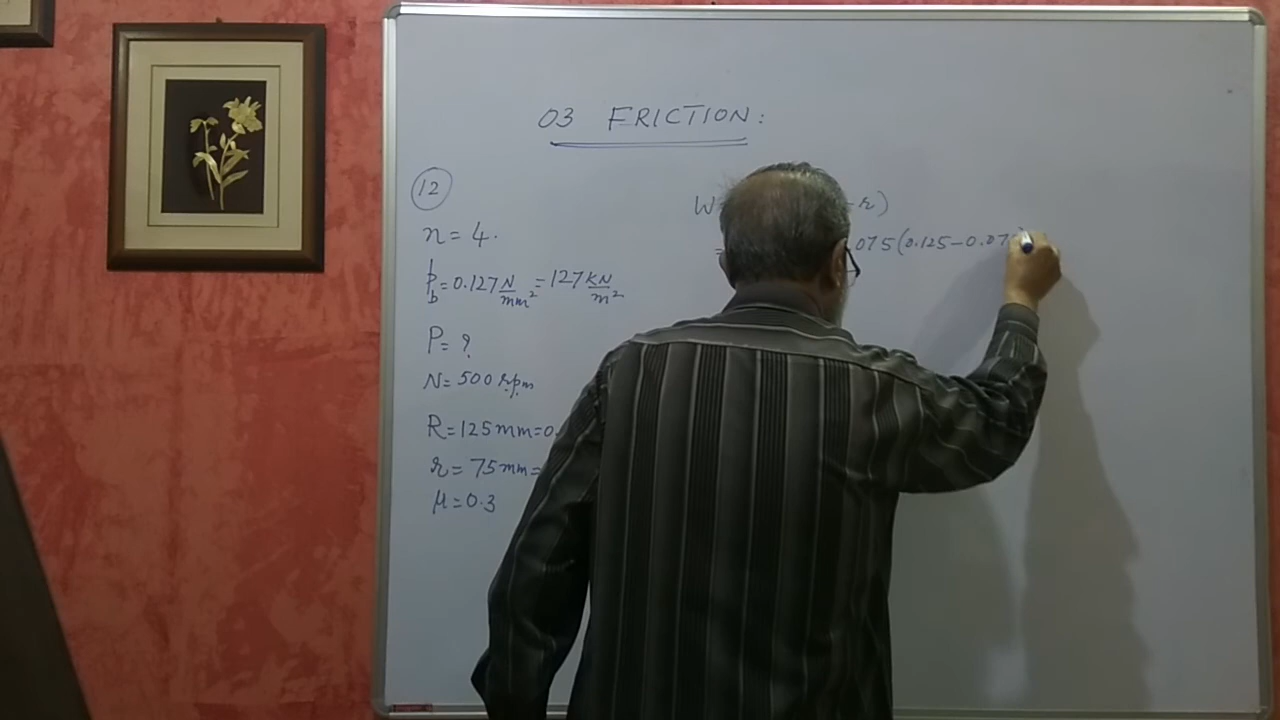 03 FRICTION:
12
n = 4.
p_b = 0.127 N/mm² = 127 KN/m²
P = ?
N = 500 rpm
R = 125 mm = 0.
r = 75 mm =
μ = 0.3
W
- r)
=
075(0.125 - 0.07